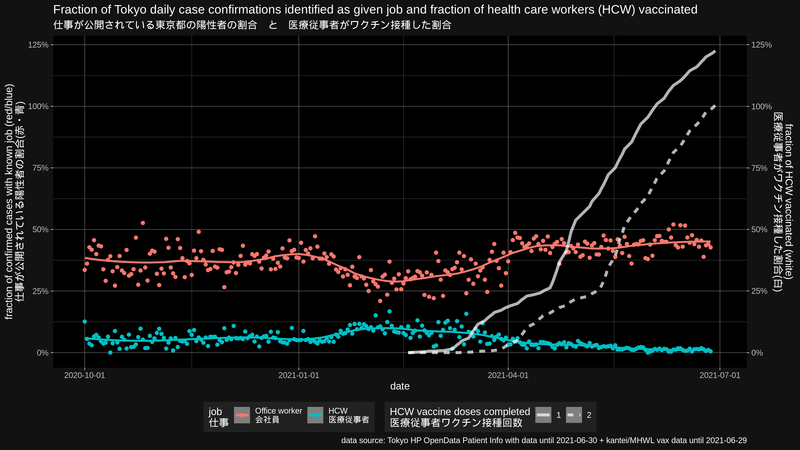 Fraction of Tokyo daily case confirmations identified as given job and fraction of health care workers (HCW) vaccinated
仕事が公開されている東京都の陽性者の割合　と　医療従事者がワクチン接種した割合
fraction of confirmed cases with known job (red/blue)
仕事が公開されている陽性者の割合(赤・青)
125%
100%
75%
50%
25%
0%
125%
100%
75%
50%
25%
0%
fraction of HCW vaccinated (white)
医療従事者がワクチン接種した割合(白)
2020-10-01
2021-01-01
2021-04-01
2021-07-01
date
job
仕事
Office worker
会社員
HCW
医療従事者
HCW vaccine doses completed
医療従事者ワクチン接種回数
1
2
data source: Tokyo HP OpenData Patient Info with data until 2021-06-30 + kantei/MHWL vax data until 2021-06-29